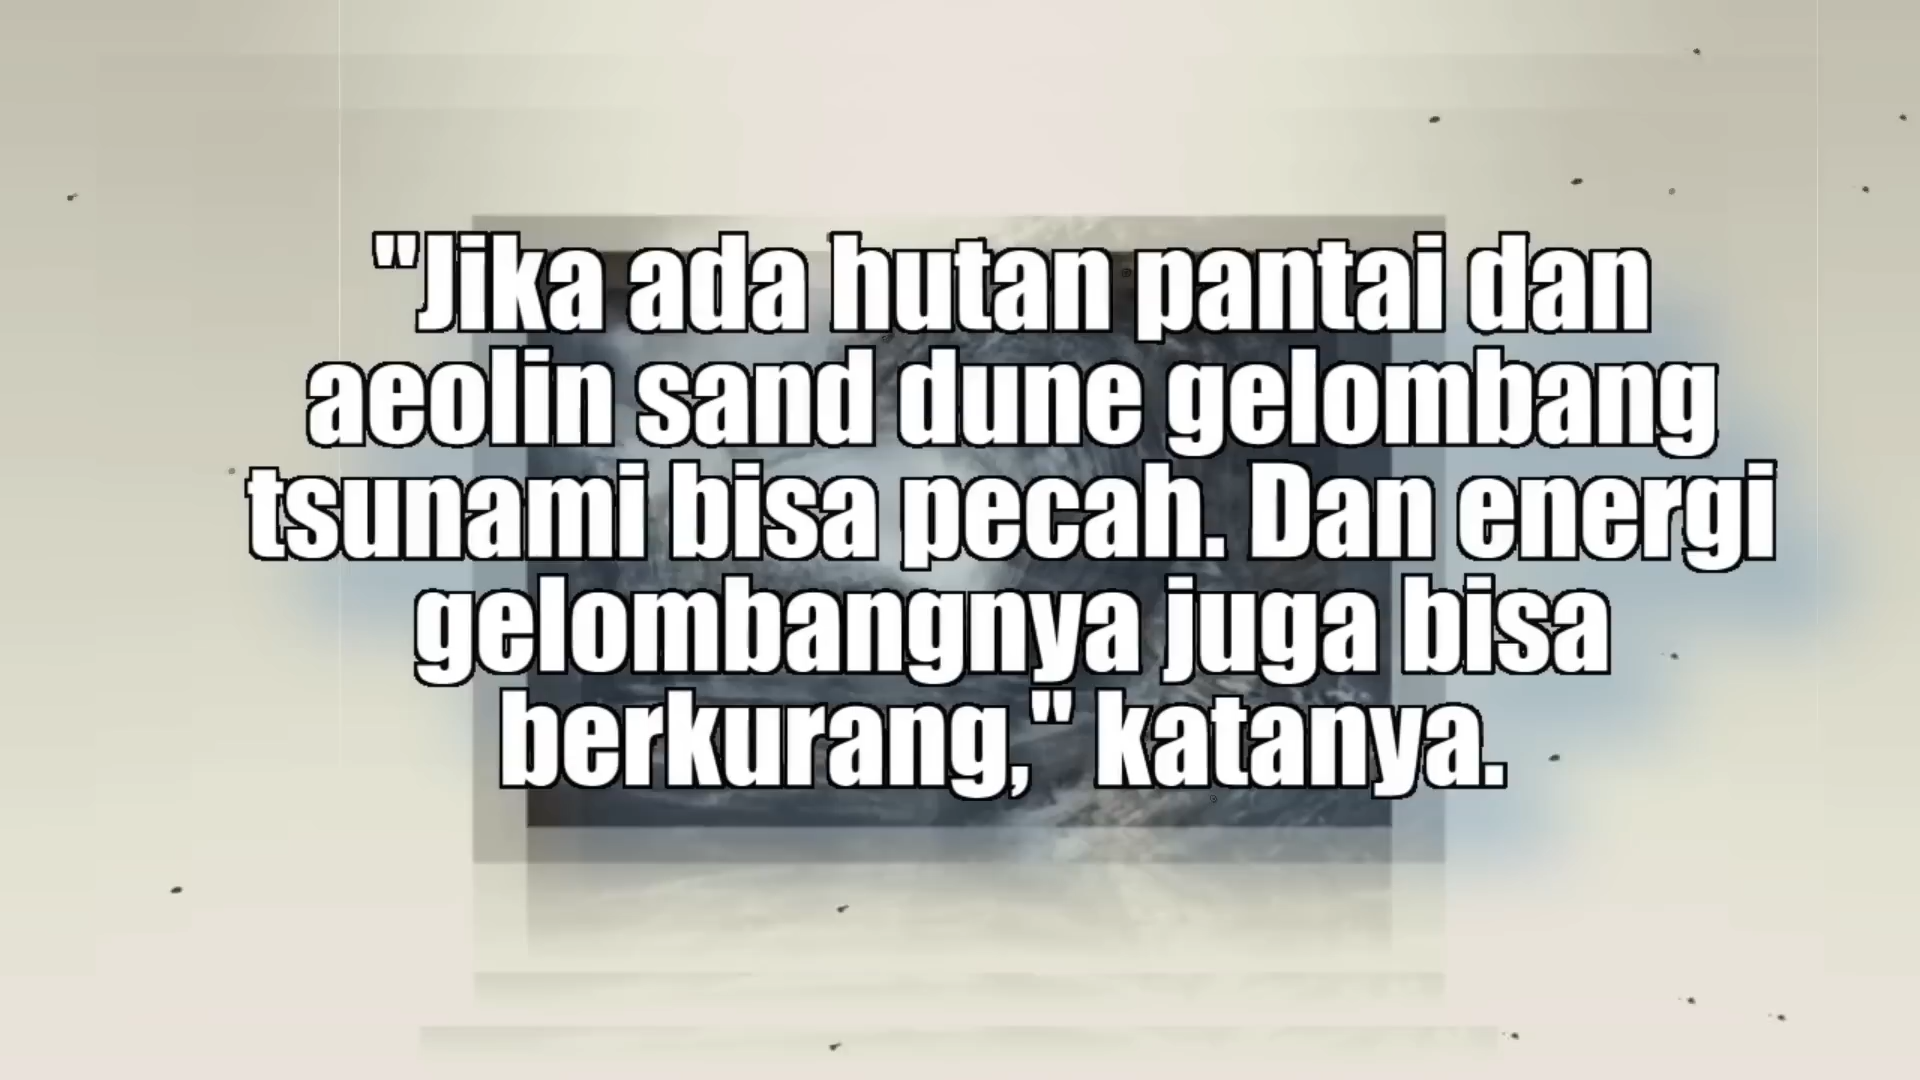 "Jika ada hutan pantai dan
aeolin sand dune gelombang
tsunami bisa pecah. Dan energi
gelombangnya juga bisa
berkurang," katanya.